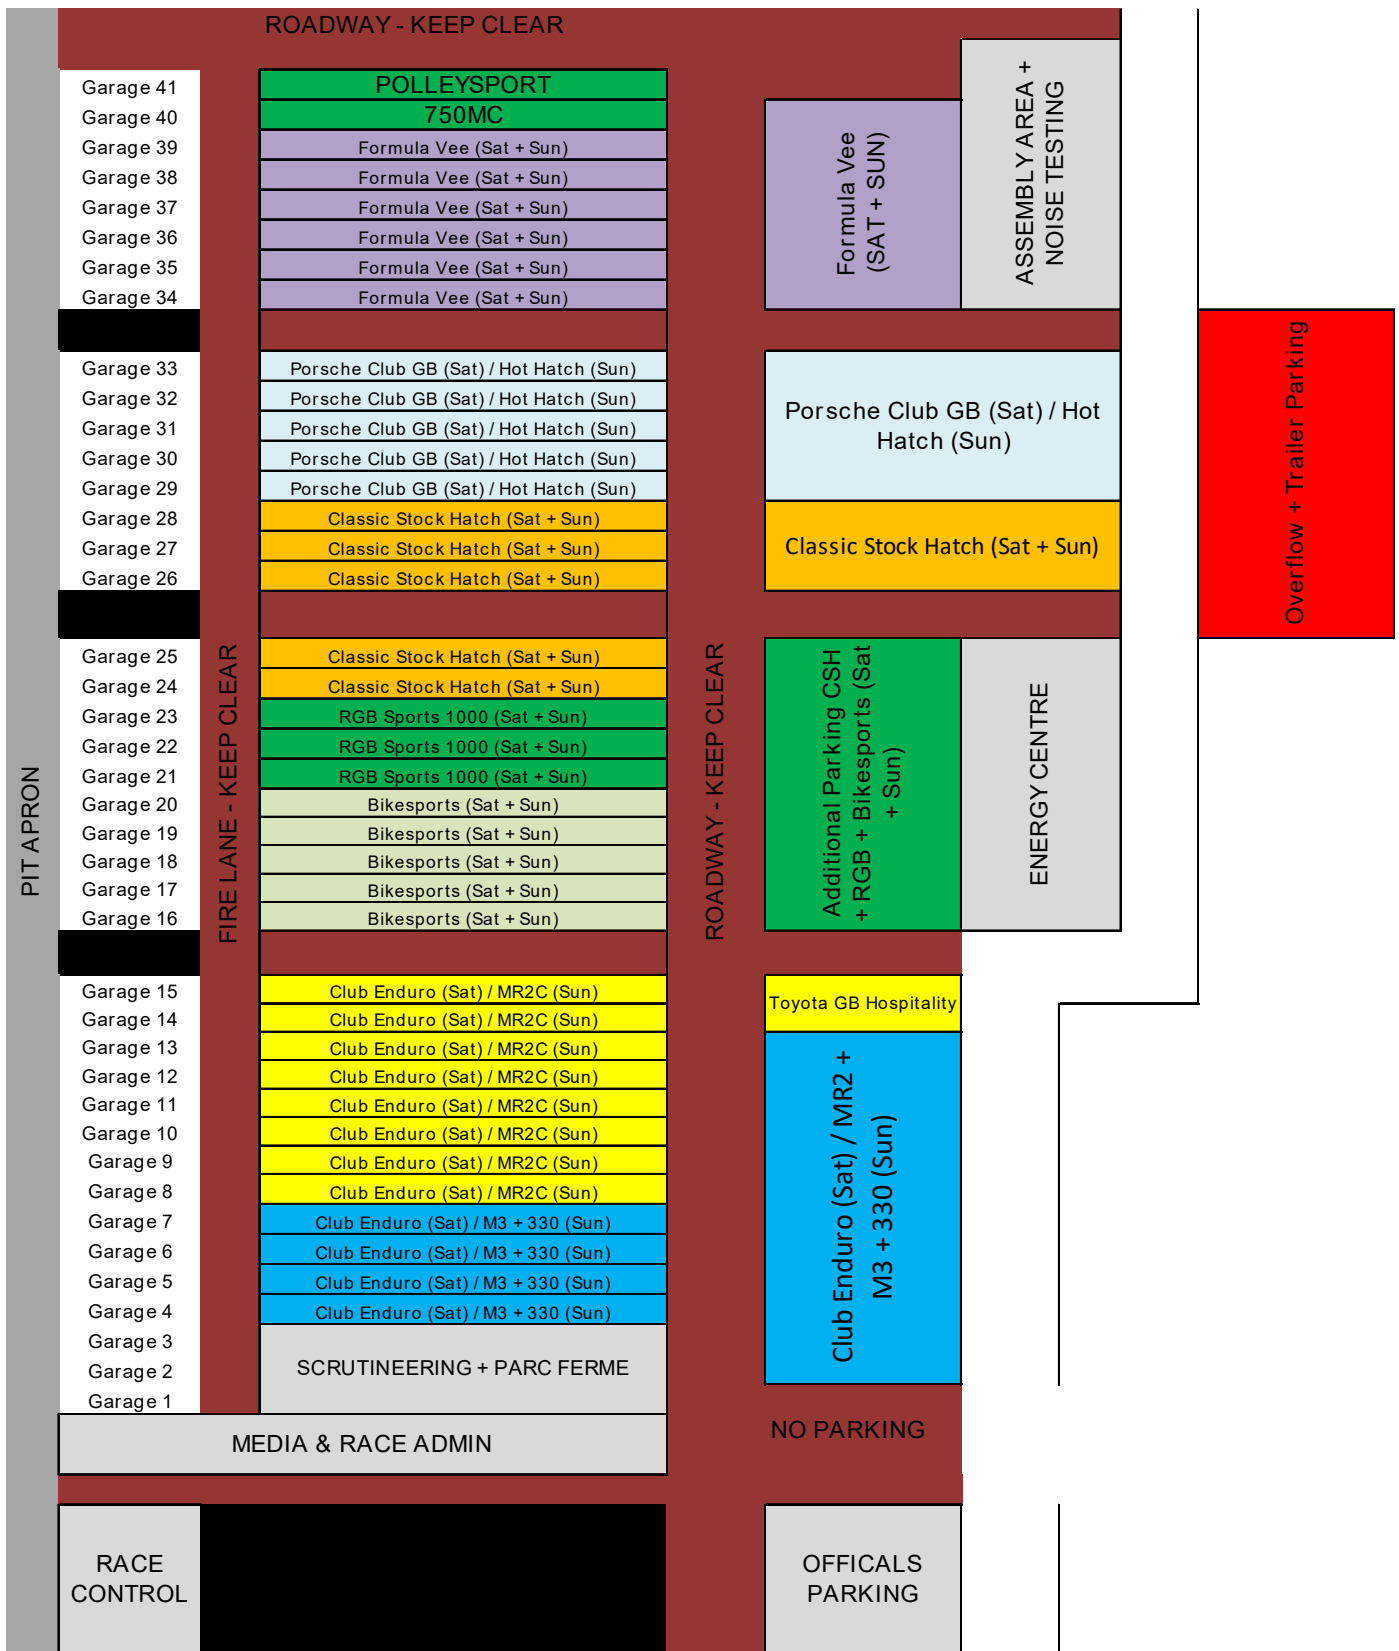 ROADWAY - KEEP CLEAR
Garage 41
POLLEYSPORT
Garage 40
750MC
Garage 39
Formula Vee (Sat + Sun)
Garage 38
Formula Vee (Sat + Sun)
Garage 37
Formula Vee (Sat + Sun)
Garage 36
Formula Vee (Sat + Sun)
Garage 35
Formula Vee (Sat + Sun)
Garage 34
Formula Vee (Sat + Sun)
Formula Vee
(SAT + SUN)
ASSEMBLY AREA +
NOISE TESTING
Garage 33
Porsche Club GB (Sat) / Hot Hatch (Sun)
Garage 32
Porsche Club GB (Sat) / Hot Hatch (Sun)
Garage 31
Porsche Club GB (Sat) / Hot Hatch (Sun)
Garage 30
Porsche Club GB (Sat) / Hot Hatch (Sun)
Garage 29
Porsche Club GB (Sat) / Hot Hatch (Sun)
Garage 28
Classic Stock Hatch (Sat + Sun)
Garage 27
Classic Stock Hatch (Sat + Sun)
Garage 26
Classic Stock Hatch (Sat + Sun)
Porsche Club GB (Sat) / Hot
Hatch (Sun)
Classic Stock Hatch (Sat + Sun)
Overflow + Trailer Parking
PIT APRON
FIRE LANE - KEEP CLEAR
ROADWAY - KEEP CLEAR
Garage 25
Classic Stock Hatch (Sat + Sun)
Garage 24
Classic Stock Hatch (Sat + Sun)
Garage 23
RGB Sports 1000 (Sat + Sun)
Garage 22
RGB Sports 1000 (Sat + Sun)
Garage 21
RGB Sports 1000 (Sat + Sun)
Garage 20
Bikesports (Sat + Sun)
Garage 19
Bikesports (Sat + Sun)
Garage 18
Bikesports (Sat + Sun)
Garage 17
Bikesports (Sat + Sun)
Garage 16
Bikesports (Sat + Sun)
Additional Parking CSH
+ RGB + Bikesports (Sat
+ Sun)
ENERGY CENTRE
Garage 15
Club Enduro (Sat) / MR2C (Sun)
Garage 14
Club Enduro (Sat) / MR2C (Sun)
Garage 13
Club Enduro (Sat) / MR2C (Sun)
Garage 12
Club Enduro (Sat) / MR2C (Sun)
Garage 11
Club Enduro (Sat) / MR2C (Sun)
Garage 10
Club Enduro (Sat) / MR2C (Sun)
Garage 9
Club Enduro (Sat) / MR2C (Sun)
Garage 8
Club Enduro (Sat) / MR2C (Sun)
Garage 7
Club Enduro (Sat) / M3 + 330 (Sun)
Garage 6
Club Enduro (Sat) / M3 + 330 (Sun)
Garage 5
Club Enduro (Sat) / M3 + 330 (Sun)
Garage 4
Club Enduro (Sat) / M3 + 330 (Sun)
Garage 3
Garage 2
Garage 1
SCRUTINEERING + PARC FERME
Toyota GB Hospitality
Club Enduro (Sat) / MR2 +
M3 + 330 (Sun)
MEDIA & RACE ADMIN
NO PARKING
RACE
CONTROL
OFFICALS
PARKING